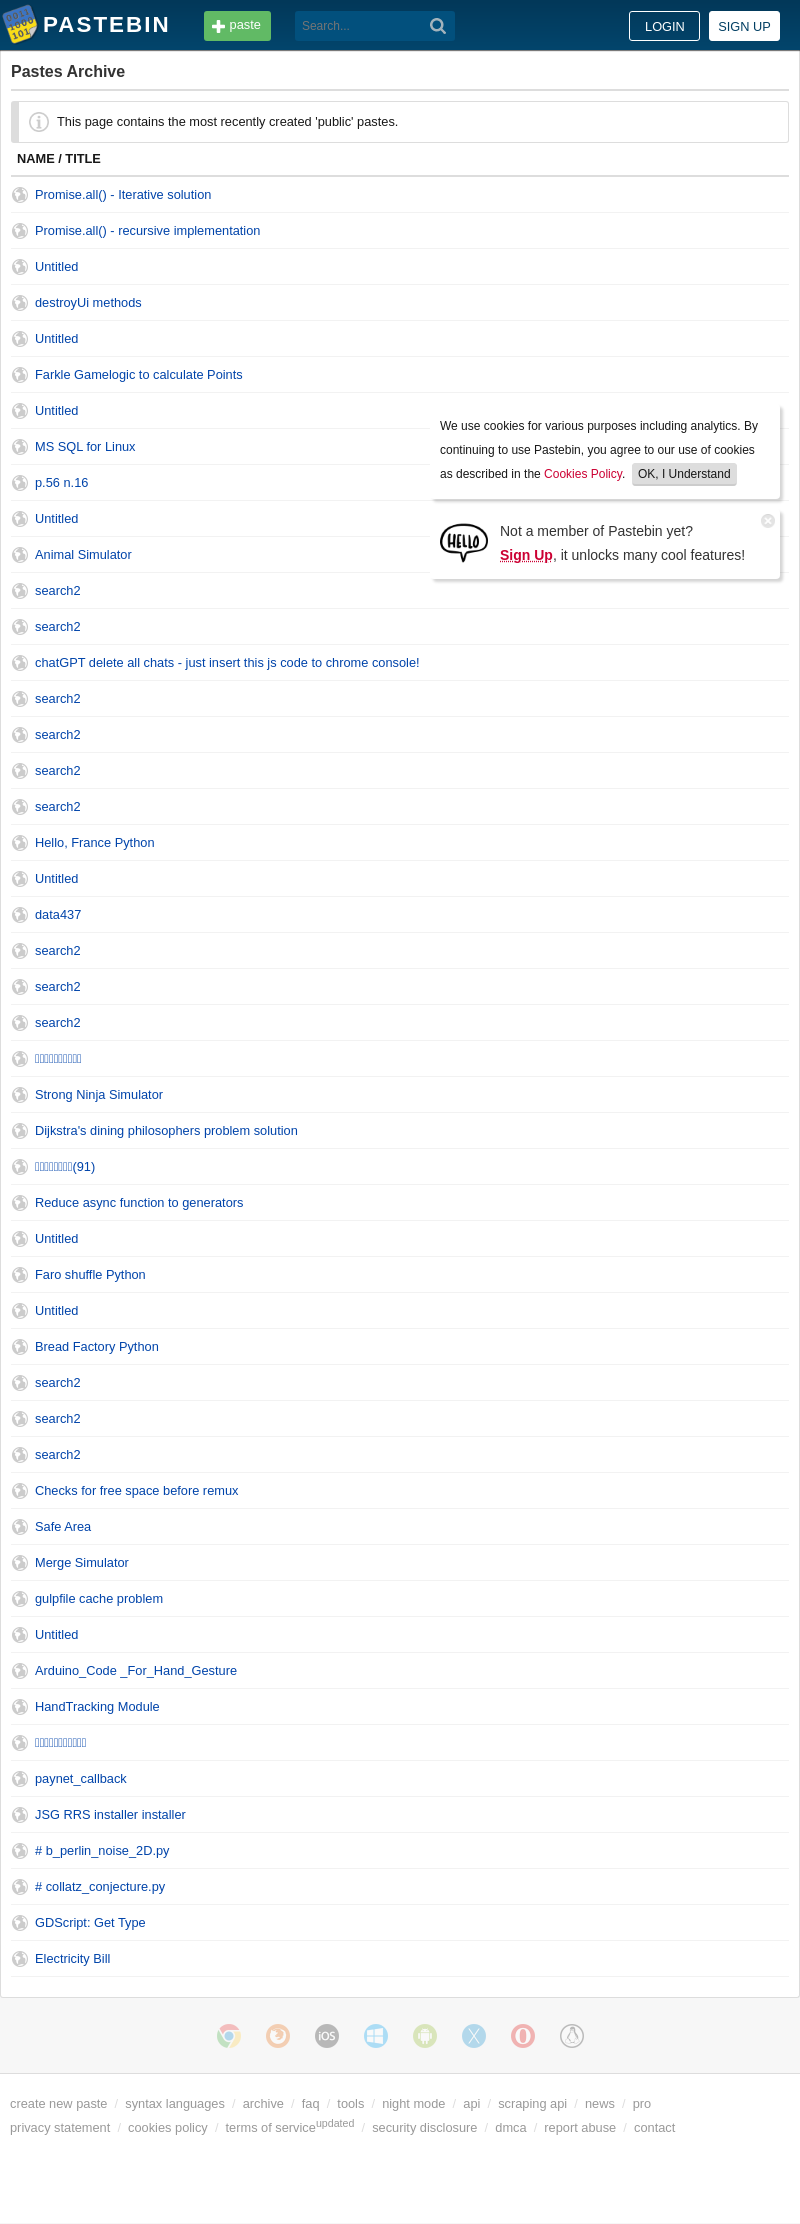 PASTEBIN
paste
Search...
LOGIN
SIGN UP
Pastes Archive
This page contains the most recently created 'public' pastes.
NAME / TITLE
Promise.all() - Iterative solution
Promise.all() - recursive implementation
Untitled
destroyUi methods
Untitled
Farkle Gamelogic to calculate Points
Untitled
MS SQL for Linux
p.56 n.16
Untitled
Animal Simulator
We use cookies for various purposes including analytics. By
continuing to use Pastebin, you agree to our use of cookies
as described in the Cookies Policy. OK, I Understand
HELLO
Not a member of Pastebin yet?
Sign Up, it unlocks many cool features!
search2
search2
chatGPT delete all chats - just insert this js code to chrome console!
search2
search2
search2
search2
Hello, France Python
Untitled
data437
search2
search2
search2
Strong Ninja Simulator
Dijkstra's dining philosophers problem solution
(91)
Reduce async function to generators
Untitled
Faro shuffle Python
Untitled
Bread Factory Python
search2
search2
search2
Checks for free space before remux
Safe Area
Merge Simulator
gulpfile cache problem
Untitled
Arduino_Code _For_Hand_Gesture
HandTracking Module
paynet_callback
JSG RRS installer installer
# b_perlin_noise_2D.py
# collatz_conjecture.py
GDScript: Get Type
Electricity Bill
iOS
create new paste / syntax languages / archive / faq / tools / night mode / api / scraping api / news / pro
privacy statement / cookies policy / terms of service updated / security disclosure / dmca / report abuse / contact